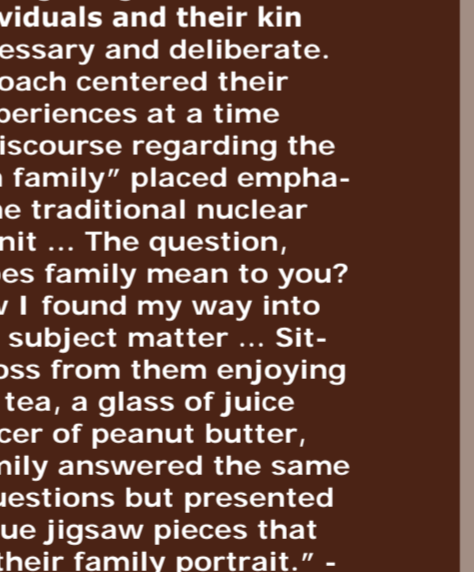 viduals and their kin
essary and deliberate.
oach centered their
periences at a time
iscourse regarding the
family” placed empha-
e traditional nuclear
nit ... The question,
es family mean to you?
I found my way into
subject matter ... Sit-
oss from them enjoying
tea, a glass of juice
cer of peanut butter,
mily answered the same
uestions but presented
ue jigsaw pieces that
their family portrait.” -